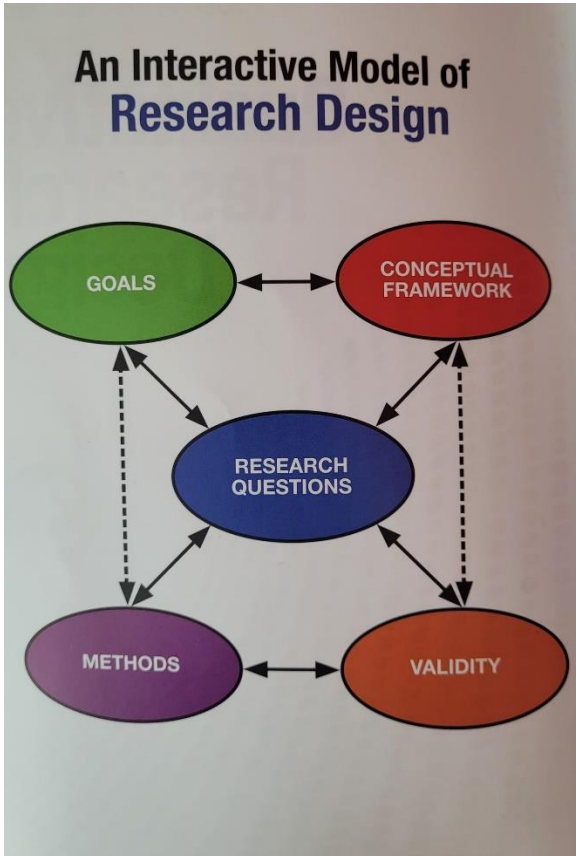 An Interactive Model of
Research Design
GOALS
CONCEPTUAL
FRAMEWORK
RESEARCH
QUESTIONS
METHODS
VALIDITY